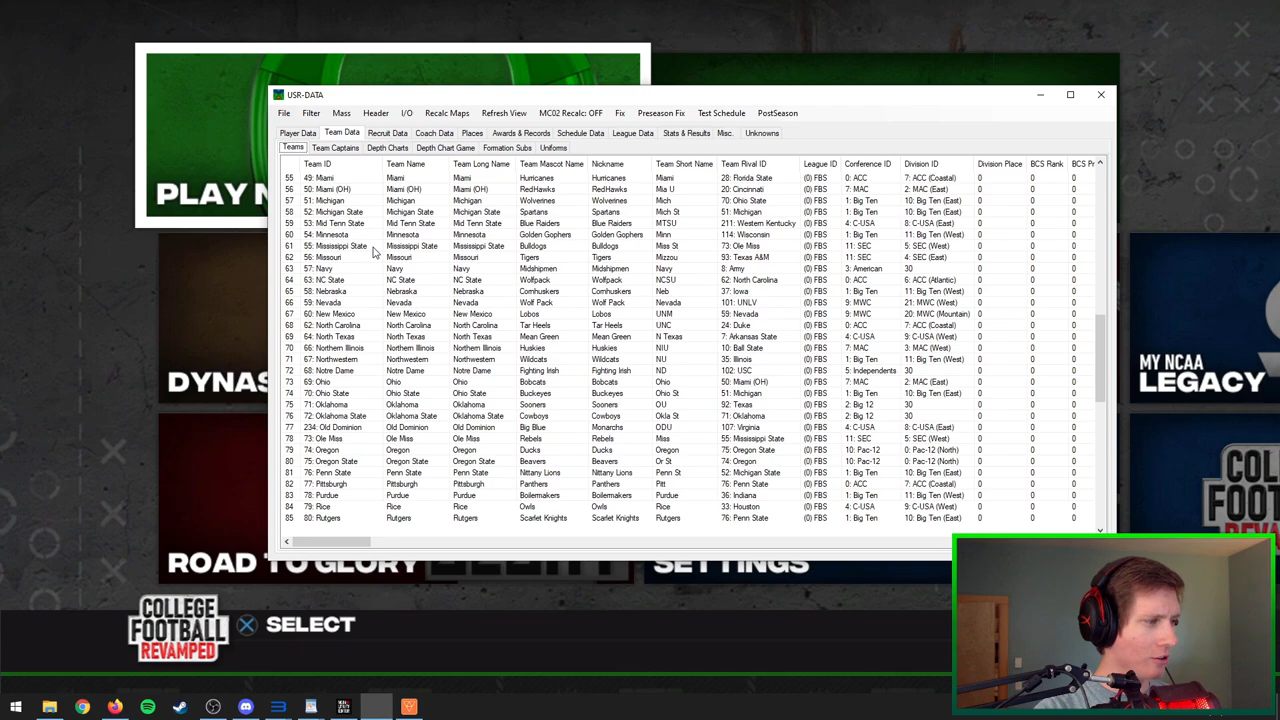 USR-DATA
File Filter Mass Header I/O Recalc Maps Refresh View MC02 Recalc: OFF Fix Preseason Fix Test Schedule PostSeason
Player Data Team Data Recruit Data Coach Data Places Awards & Records Schedule Data League Data Stats & Results Misc. Unknowns
Teams Team Captains Depth Charts Depth Chart Game Formation Subs Uniforms
Team ID Team Name Team Long Name Team Mascot Name Nickname Team Short Name Team Rival ID League ID Conference ID Division ID Division Place BCS Rank BCS Pr
55 49: Miami Miami Miami Hurricanes Hurricanes Miami 28: Florida State (0) FBS 0: ACC 7: ACC (Coastal) 0 0 0
56 50: Miami (OH) Miami (OH) Miami (OH) RedHawks RedHawks Mia U 20: Cincinnati (0) FBS 7: MAC 2: MAC (East) 0 0 0
57 51: Michigan Michigan Michigan Wolverines Wolverines Mich 70: Ohio State (0) FBS 1: Big Ten 10: Big Ten (East) 0 0 0
58 52: Michigan State Michigan State Michigan State Spartans Spartans Mich St 51: Michigan (0) FBS 1: Big Ten 10: Big Ten (East) 0 0 0
59 53: Mid Tenn State Mid Tenn State Mid Tenn State Blue Raiders Blue Raiders MTSU 211: Western Kentucky (0) FBS 4: C-USA 8: C-USA (East) 0 0 0
60 54: Minnesota Minnesota Minnesota Golden Gophers Golden Gophers Minn 114: Wisconsin (0) FBS 1: Big Ten 11: Big Ten (West) 0 0 0
61 55: Mississippi State Mississippi State Mississippi State Bulldogs Bulldogs Miss St 73: Ole Miss (0) FBS 11: SEC 5: SEC (West) 0 0 0
62 56: Missouri Missouri Missouri Tigers Tigers Mizzou 93: Texas A&M (0) FBS 11: SEC 4: SEC (East) 0 0 0
63 57: Navy Navy Navy Midshipmen Midshipmen Navy 8: Army (0) FBS 3: American 30 0 0 0
64 63: NC State NC State NC State Wolfpack Wolfpack NCSU 62: North Carolina (0) FBS 0: ACC 6: ACC (Atlantic) 0 0 0
65 58: Nebraska Nebraska Nebraska Cornhuskers Cornhuskers Neb 37: Iowa (0) FBS 1: Big Ten 11: Big Ten (West) 0 0 0
66 59: Nevada Nevada Nevada Wolf Pack Wolf Pack Nevada 101: UNLV (0) FBS 9: MWC 21: MWC (West) 0 0 0
67 60: New Mexico New Mexico New Mexico Lobos Lobos UNM 59: Nevada (0) FBS 9: MWC 20: MWC (Mountain) 0 0 0
68 62: North Carolina North Carolina North Carolina Tar Heels Tar Heels UNC 24: Duke (0) FBS 0: ACC 7: ACC (Coastal) 0 0 0
69 64: North Texas North Texas North Texas Mean Green Mean Green N Texas 7: Arkansas State (0) FBS 4: C-USA 9: C-USA (West) 0 0 0
70 66: Northern Illinois Northern Illinois Northern Illinois Huskies Huskies NIU 10: Ball State (0) FBS 7: MAC 3: MAC (West) 0 0 0
71 67: Northwestern Northwestern Northwestern Wildcats Wildcats NU 35: Illinois (0) FBS 1: Big Ten 11: Big Ten (West) 0 0 0
72 68: Notre Dame Notre Dame Notre Dame Fighting Irish Fighting Irish ND 102: USC (0) FBS 5: Independents 30 0 0 0
73 69: Ohio Ohio Ohio Bobcats Bobcats Ohio 50: Miami (OH) (0) FBS 7: MAC 2: MAC (East) 0 0 0
74 70: Ohio State Ohio State Ohio State Buckeyes Buckeyes Ohio St 51: Michigan (0) FBS 1: Big Ten 10: Big Ten (East) 0 0 0
75 71: Oklahoma Oklahoma Oklahoma Sooners Sooners OU 92: Texas (0) FBS 2: Big 12 30 0 0 0
76 72: Oklahoma State Oklahoma State Oklahoma State Cowboys Cowboys Okla St 71: Oklahoma (0) FBS 2: Big 12 30 0 0 0
77 234: Old Dominion Old Dominion Old Dominion Big Blue Monarchs ODU 107: Virginia (0) FBS 4: C-USA 8: C-USA (East) 0 0 0
78 73: Ole Miss Ole Miss Ole Miss Rebels Rebels Miss 55: Mississippi State (0) FBS 11: SEC 5: SEC (West) 0 0 0
79 74: Oregon Oregon Oregon Ducks Ducks Oregon 75: Oregon State (0) FBS 10: Pac-12 0: Pac-12 (North) 0 0 0
80 75: Oregon State Oregon State Oregon State Beavers Beavers Or St 74: Oregon (0) FBS 10: Pac-12 0: Pac-12 (North) 0 0 0
81 76: Penn State Penn State Penn State Nittany Lions Nittany Lions Penn St 52: Michigan State (0) FBS 1: Big Ten 10: Big Ten (East) 0 0 0
82 77: Pittsburgh Pittsburgh Pittsburgh Panthers Panthers Pitt 76: Penn State (0) FBS 0: ACC 7: ACC (Coastal) 0 0 0
83 78: Purdue Purdue Purdue Boilermakers Boilermakers Purdue 36: Indiana (0) FBS 1: Big Ten 11: Big Ten (West) 0 0 0
84 79: Rice Rice Rice Owls Owls Rice 33: Houston (0) FBS 4: C-USA 9: C-USA (West) 0 0 0
85 80: Rutgers Rutgers Rutgers Scarlet Knights Scarlet Knights Rutgers 76: Penn State (0) FBS 1: Big Ten 10: Big Ten (East) 0 0 0
PLAY N
DYNAS
MY NCAA
LEGACY
ROAD TO GLORY
SETTINGS
COLLEGE
FOOTBALL
REVAMPED
SELECT